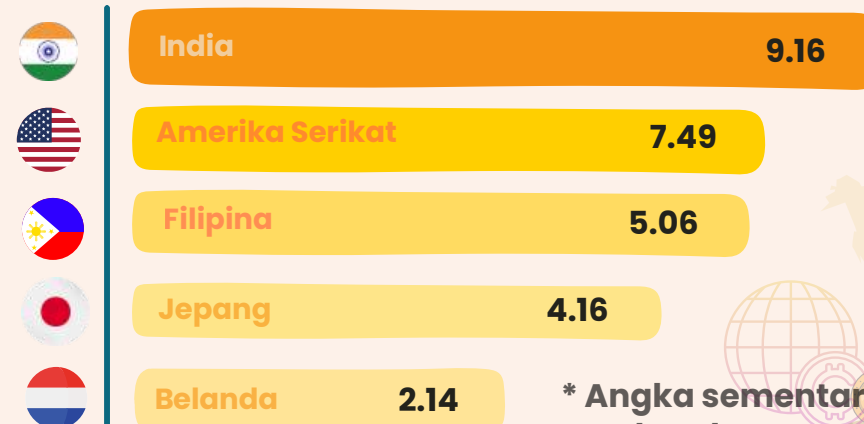 India 9.16
Amerika Serikat 7.49
Filipina 5.06
Jepang 4.16
Belanda 2.14
* Angka sementar